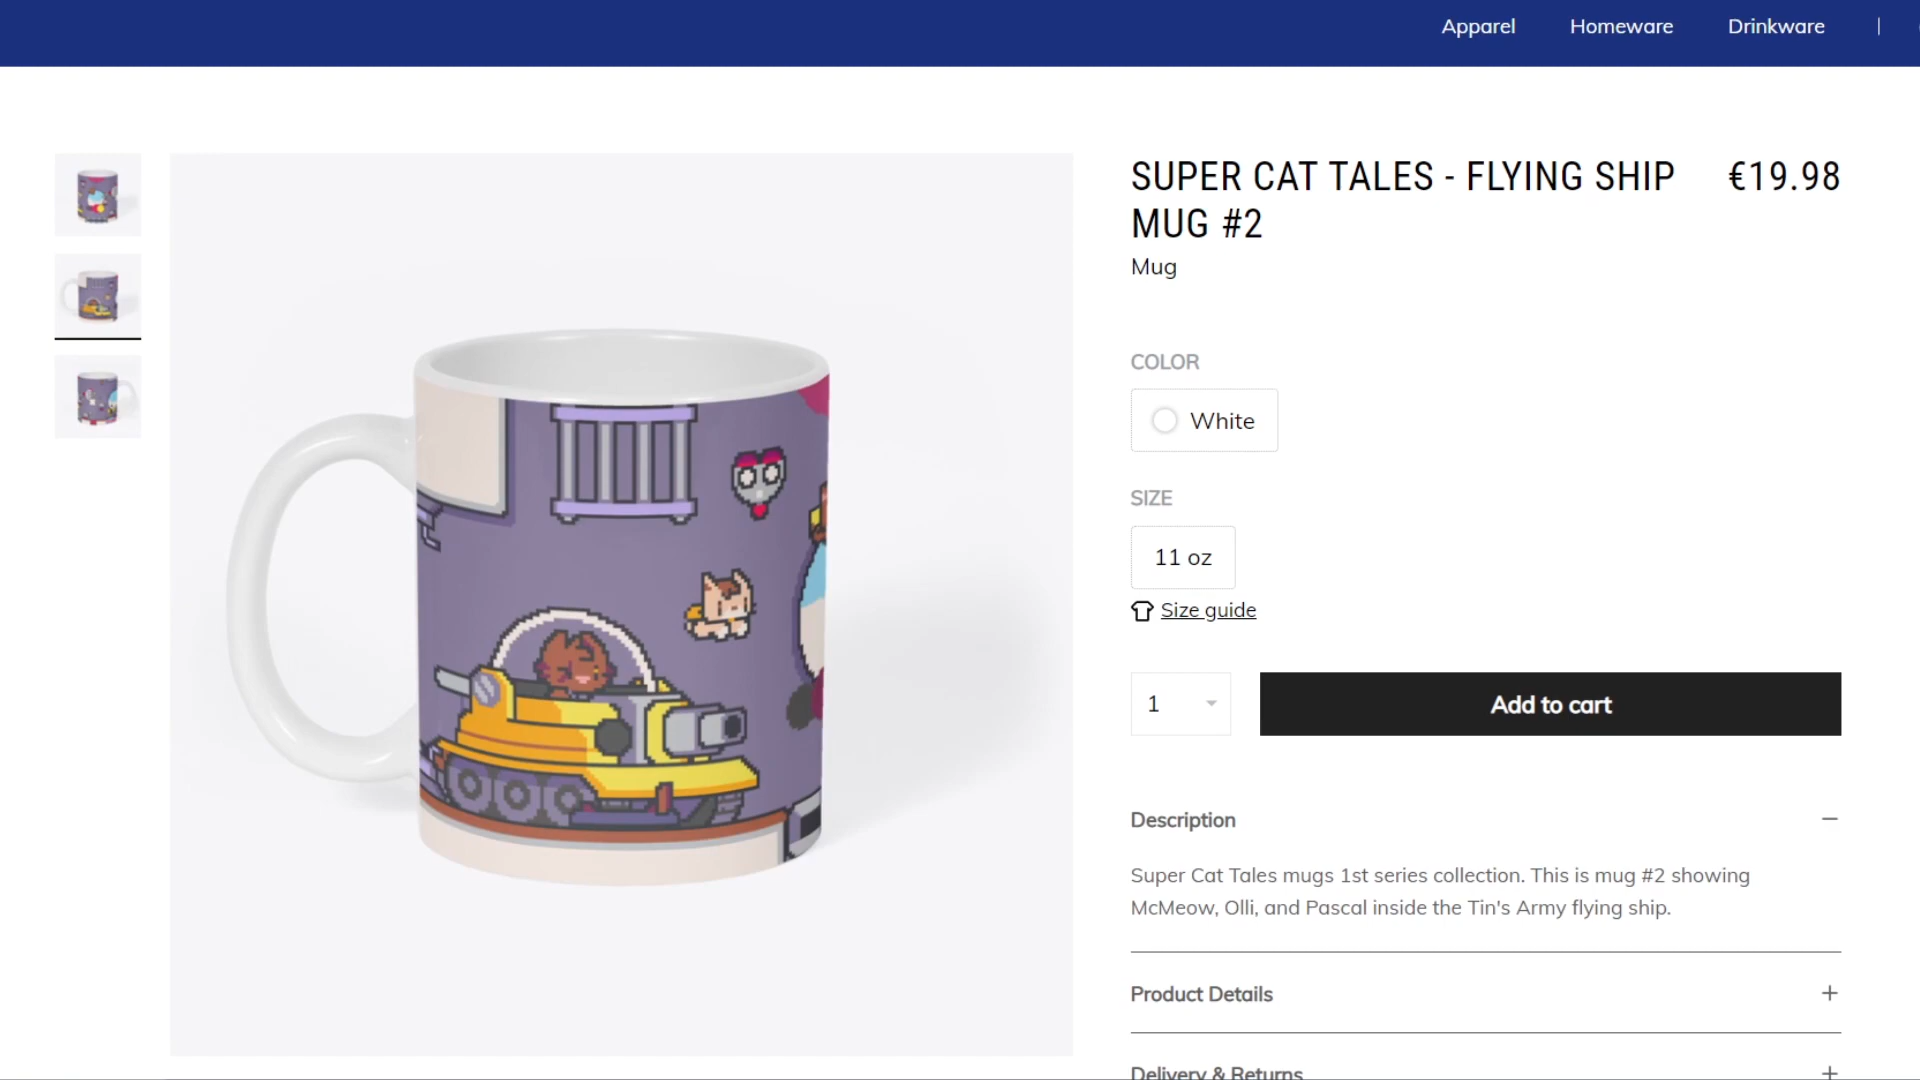 Apparel Homeware Drinkware |
SUPER CAT TALES - FLYING SHIP €19.98
MUG #2
Mug
COLOR
White
SIZE
11 oz
Size guide
1 Add to cart
Description
Super Cat Tales mugs 1st series collection. This is mug #2 showing
McMeow, Olli, and Pascal inside the Tin's Army flying ship.
Product Details
Delivery & Returns